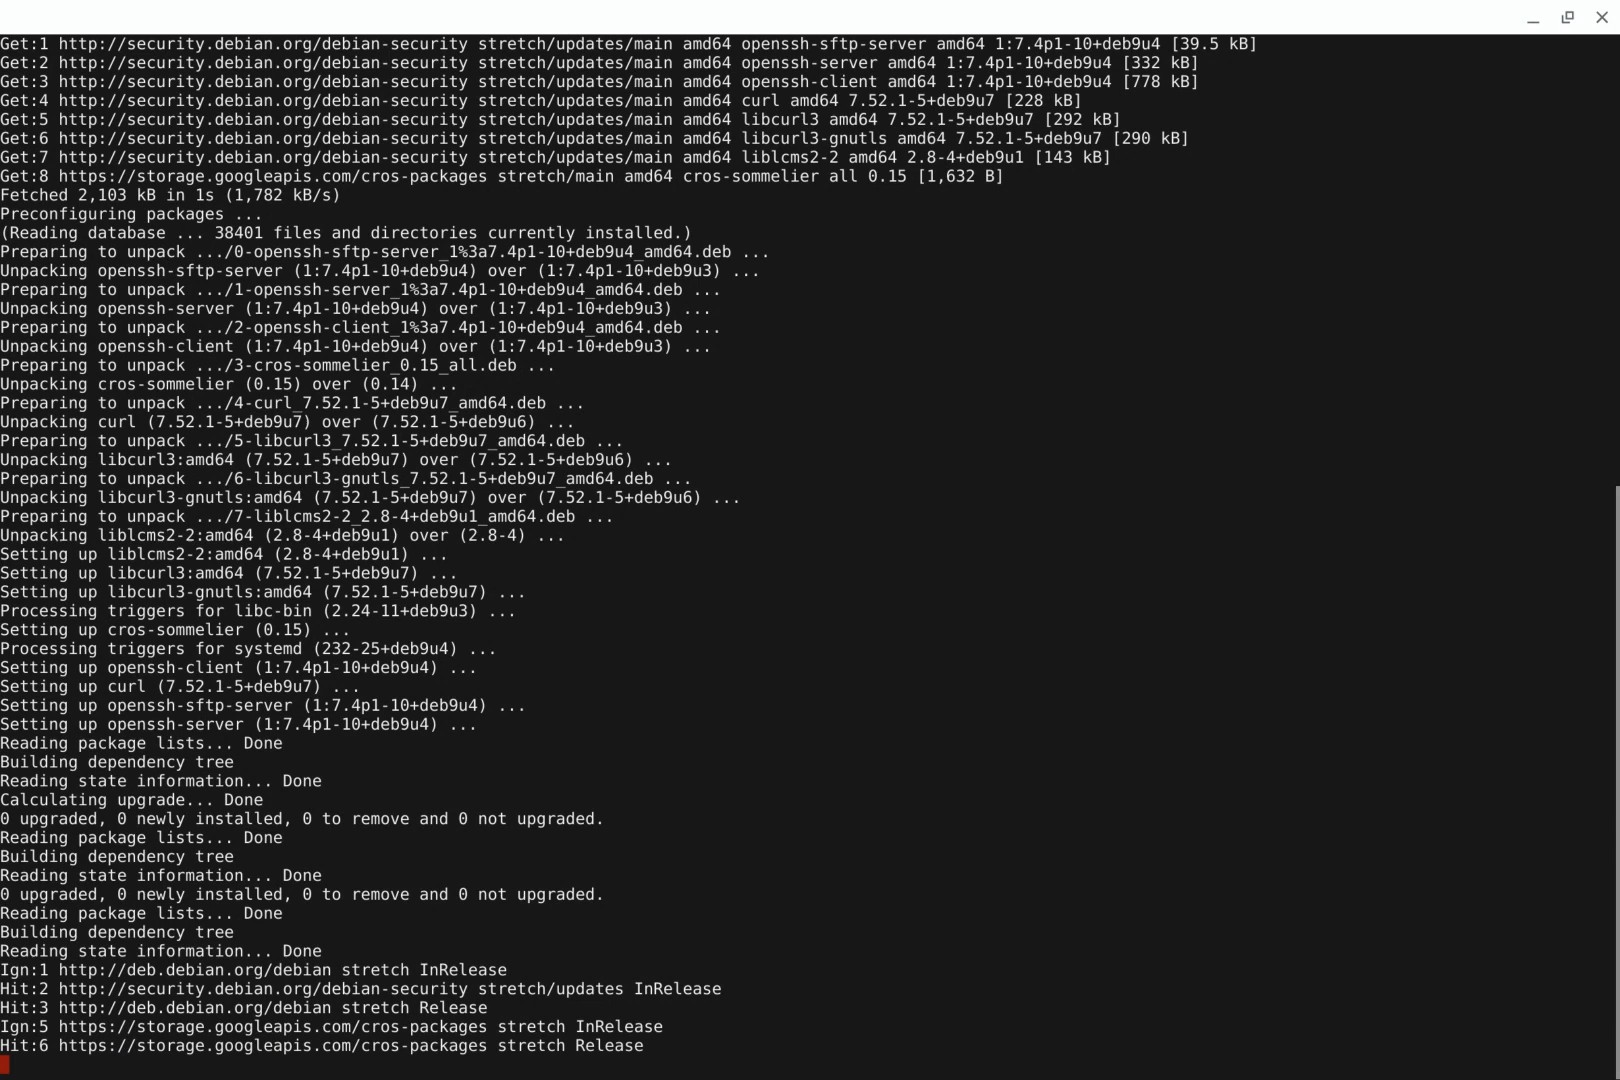 Get:1 http://security.debian.org/debian-security stretch/updates/main amd64 openssh-sftp-server amd64 1:7.4p1-10+deb9u4 [39.5 kB]
Get:2 http://security.debian.org/debian-security stretch/updates/main amd64 openssh-server amd64 1:7.4p1-10+deb9u4 [332 kB]
Get:3 http://security.debian.org/debian-security stretch/updates/main amd64 openssh-client amd64 1:7.4p1-10+deb9u4 [778 kB]
Get:4 http://security.debian.org/debian-security stretch/updates/main amd64 curl amd64 7.52.1-5+deb9u7 [228 kB]
Get:5 http://security.debian.org/debian-security stretch/updates/main amd64 libcurl3 amd64 7.52.1-5+deb9u7 [292 kB]
Get:6 http://security.debian.org/debian-security stretch/updates/main amd64 libcurl3-gnutls amd64 7.52.1-5+deb9u7 [290 kB]
Get:7 http://security.debian.org/debian-security stretch/updates/main amd64 liblcms2-2 amd64 2.8-4+deb9u1 [143 kB]
Get:8 https://storage.googleapis.com/cros-packages stretch/main amd64 cros-sommelier all 0.15 [1,632 B]
Fetched 2,103 kB in 1s (1,782 kB/s)
Preconfiguring packages ...
(Reading database ... 38401 files and directories currently installed.)
Preparing to unpack .../0-openssh-sftp-server_1%3a7.4p1-10+deb9u4_amd64.deb ...
Unpacking openssh-sftp-server (1:7.4p1-10+deb9u4) over (1:7.4p1-10+deb9u3) ...
Preparing to unpack .../1-openssh-server_1%3a7.4p1-10+deb9u4_amd64.deb ...
Unpacking openssh-server (1:7.4p1-10+deb9u4) over (1:7.4p1-10+deb9u3) ...
Preparing to unpack .../2-openssh-client_1%3a7.4p1-10+deb9u4_amd64.deb ...
Unpacking openssh-client (1:7.4p1-10+deb9u4) over (1:7.4p1-10+deb9u3) ...
Preparing to unpack .../3-cros-sommelier_0.15_all.deb ...
Unpacking cros-sommelier (0.15) over (0.14) ...
Preparing to unpack .../4-curl_7.52.1-5+deb9u7_amd64.deb ...
Unpacking curl (7.52.1-5+deb9u7) over (7.52.1-5+deb9u6) ...
Preparing to unpack .../5-libcurl3_7.52.1-5+deb9u7_amd64.deb ...
Unpacking libcurl3:amd64 (7.52.1-5+deb9u7) over (7.52.1-5+deb9u6) ...
Preparing to unpack .../6-libcurl3-gnutls_7.52.1-5+deb9u7_amd64.deb ...
Unpacking libcurl3-gnutls:amd64 (7.52.1-5+deb9u7) over (7.52.1-5+deb9u6) ...
Preparing to unpack .../7-liblcms2-2_2.8-4+deb9u1_amd64.deb ...
Unpacking liblcms2-2:amd64 (2.8-4+deb9u1) over (2.8-4) ...
Setting up liblcms2-2:amd64 (2.8-4+deb9u1) ...
Setting up libcurl3:amd64 (7.52.1-5+deb9u7) ...
Setting up libcurl3-gnutls:amd64 (7.52.1-5+deb9u7) ...
Processing triggers for libc-bin (2.24-11+deb9u3) ...
Setting up cros-sommelier (0.15) ...
Processing triggers for systemd (232-25+deb9u4) ...
Setting up openssh-client (1:7.4p1-10+deb9u4) ...
Setting up curl (7.52.1-5+deb9u7) ...
Setting up openssh-sftp-server (1:7.4p1-10+deb9u4) ...
Setting up openssh-server (1:7.4p1-10+deb9u4) ...
Reading package lists... Done
Building dependency tree
Reading state information... Done
Calculating upgrade... Done
0 upgraded, 0 newly installed, 0 to remove and 0 not upgraded.
Reading package lists... Done
Building dependency tree
Reading state information... Done
0 upgraded, 0 newly installed, 0 to remove and 0 not upgraded.
Reading package lists... Done
Building dependency tree
Reading state information... Done
Ign:1 http://deb.debian.org/debian stretch InRelease
Hit:2 http://security.debian.org/debian-security stretch/updates InRelease
Hit:3 http://deb.debian.org/debian stretch Release
Ign:5 https://storage.googleapis.com/cros-packages stretch InRelease
Hit:6 https://storage.googleapis.com/cros-packages stretch Release